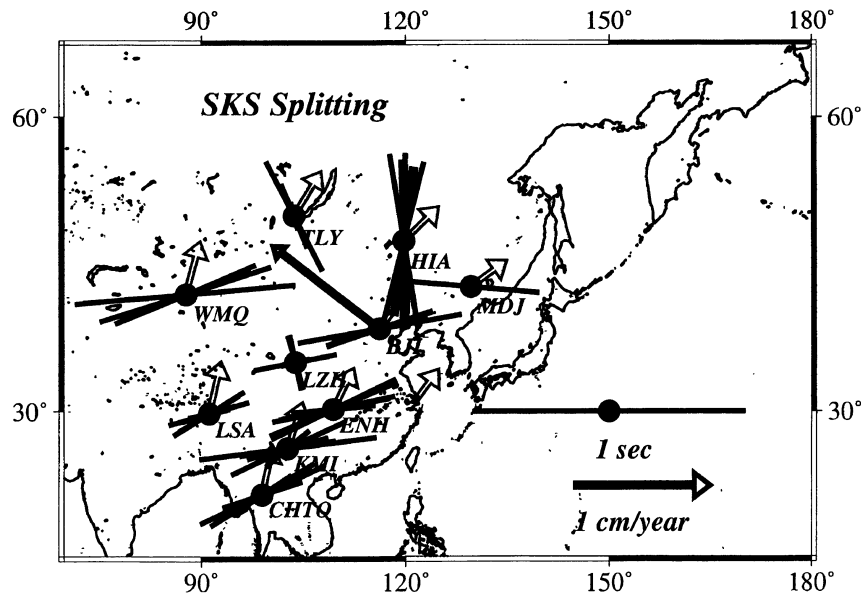 90° 120° 150° 180°
60° 60°
SKS Splitting
TLY
HIA
MDJ
WMQ
BJI
LZH
30° 30°
LSA
ENH
1 sec
KMI
CHTO
1 cm/year
90° 120° 150° 180°